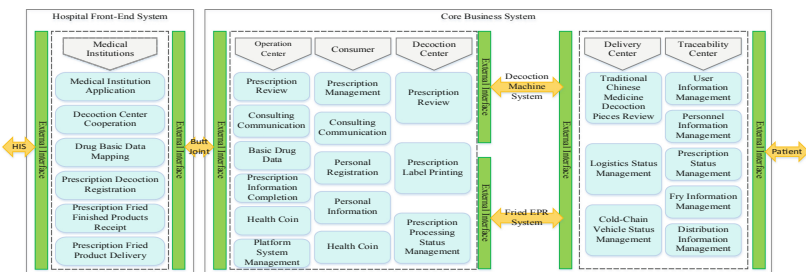 Hospital Front-End System
Core Business System
HIS
External Interface
Medical
Institutions
Medical Institution
Application
Decoction Center
Cooperation
Drug Basic Data
Mapping
Prescription Decoction
Registration
Prescription Fried
Finished Products
Receipt
Prescription Fried
Product Delivery
External Interface
Butt
Joint
External Interface
Operation
Center
Prescription
Review
Consulting
Communication
Basic Drug
Data
Prescription
Information
Completion
Health Coin
Platform
System Management
Consumer
Prescription
Management
Consulting
Communication
Personal
Registration
Personal
Information
Health Coin
Decoction
Center
Prescription
Review
Prescription
Label Printing
Prescription
Processing
Status
Management
External Interface
External Interface
Decoction
Machine
System
Fried EPR
System
External Interface
Delivery
Center
Traditional
Chinese
Medicine
Decoction
Pieces Review
Logistics Status
Management
Cold-Chain
Vehicle Status
Management
Traceability
Center
User
Information
Management
Personnel
Information
Management
Prescription
Status
Management
Fry Information
Management
Distribution
Information
Management
External Interface
Patient